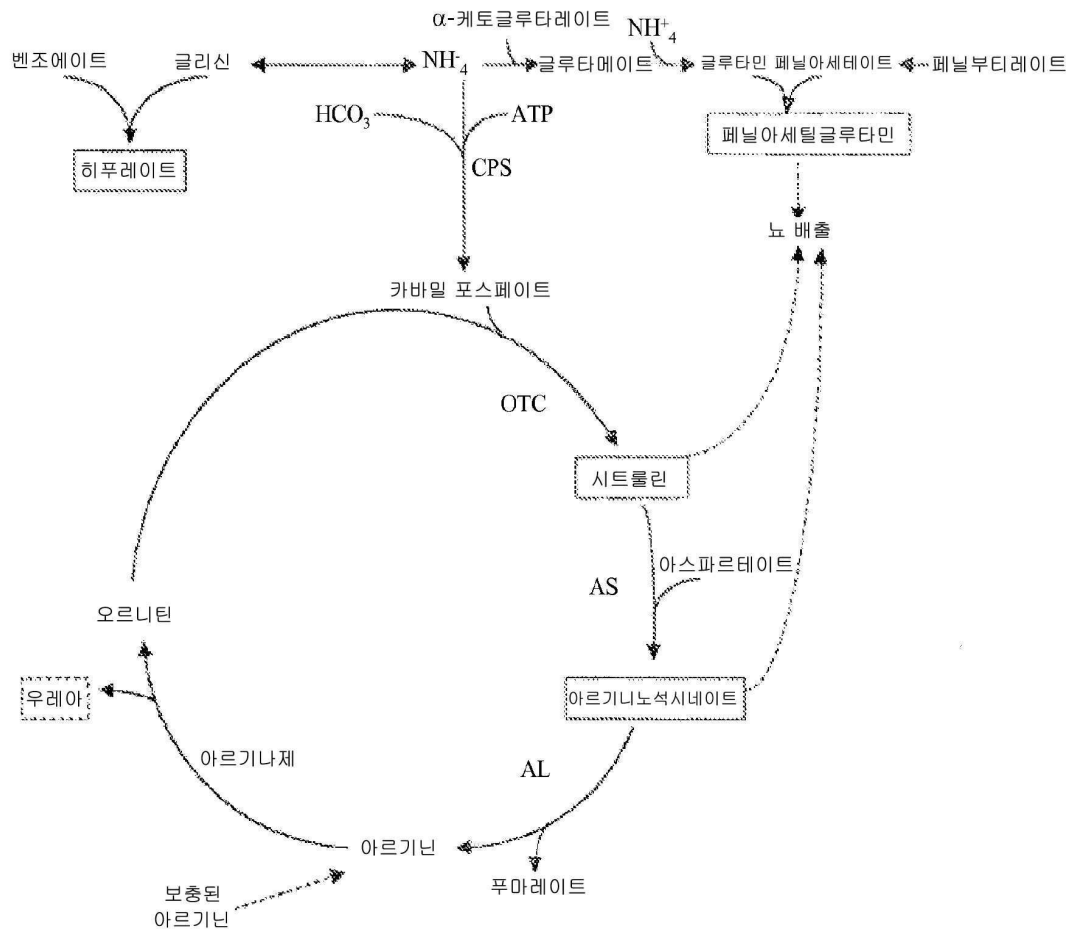 α-케토글루타레이트
NH⁺₄
벤조에이트 글리신 NH⁻₄ 글루타메이트 글루타민 페닐아세테이트 페닐부티레이트
HCO₃ ATP
페닐아세틸글루타민
히푸레이트
CPS
뇨 배출
카바밀 포스페이트
OTC
시트룰린
아스파르테이트
AS
오르니틴
우레아
아르기니노석시네이트
아르기나제
AL
아르기닌
푸마레이트
보충된
아르기닌